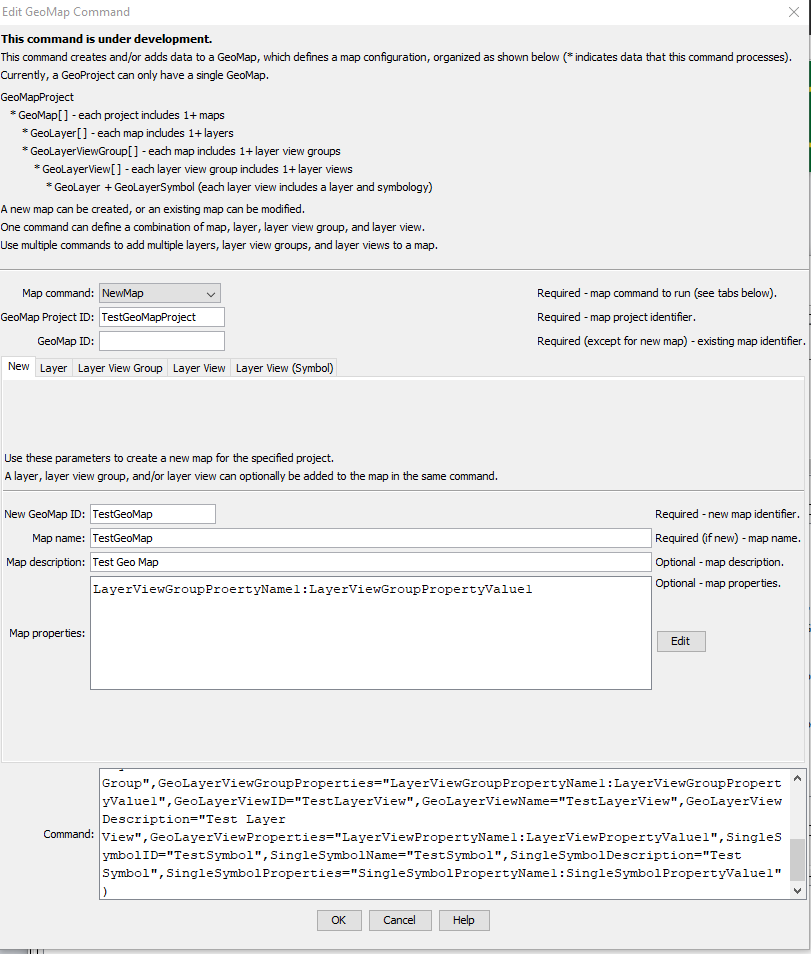 Edit GeoMap Command
This command is under development.
This command creates and/or adds data to a GeoMap, which defines a map configuration, organized as shown below (* indicates data that this command processes).
Currently, a GeoProject can only have a single GeoMap.
GeoMapProject
* GeoMap[ ] - each project includes 1+ maps
* GeoLayer[ ] - each map includes 1+ layers
* GeoLayerViewGroup[ ] - each map includes 1+ layer view groups
* GeoLayerView[ ] - each layer view group includes 1+ layer views
* GeoLayer + GeoLayerSymbol (each layer view includes a layer and symbology)
A new map can be created, or an existing map can be modified.
One command can define a combination of map, layer, layer view group, and layer view.
Use multiple commands to add multiple layers, layer view groups, and layer views to a map.
Map command: NewMap Required - map command to run (see tabs below).
GeoMap Project ID: TestGeoMapProject Required - map project identifier.
GeoMap ID: Required (except for new map) - existing map identifier.
New Layer Layer View Group Layer View Layer View (Symbol)
Use these parameters to create a new map for the specified project.
A layer, layer view group, and/or layer view can optionally be added to the map in the same command.
New GeoMap ID: TestGeoMap Required - new map identifier.
Map name: TestGeoMap Required (if new) - map name.
Map description: Test Geo Map Optional - map description.
LayerViewGroupProertyName1:LayerViewGroupPropertyValue1 Optional - map properties.
Map properties: Edit
Group",GeoLayerViewGroupProperties="LayerViewGroupPropertyName1:LayerViewGroupPropert
yValue1",GeoLayerViewID="TestLayerView",GeoLayerViewName="TestLayerView",GeoLayerView
Command: Description="Test Layer
View",GeoLayerViewProperties="LayerViewPropertyName1:LayerViewPropertyValue1",SingleS
ymbolID="TestSymbol",SingleSymbolName="TestSymbol",SingleSymbolDescription="Test
Symbol",SingleSymbolProperties="SingleSymbolPropertyName1:SingleSymbolPropertyValue1"
)
OK Cancel Help